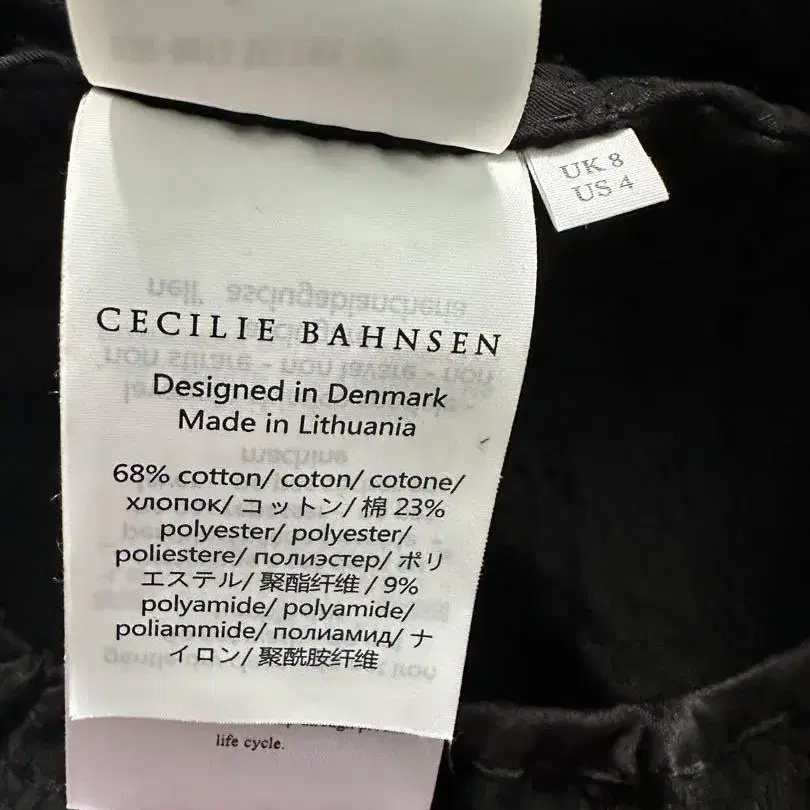 UK 8
US 4
CECILIE BAHNSEN
Designed in Denmark
Made in Lithuania
68% cotton/ coton/ cotone/
хлопок/ コットン/ 棉 23%
polyester/ polyester/
poliestere/ полиэстер/ ポリ
エステル/ 聚酯纤维 / 9%
polyamide/ polyamide/
poliammide/ полиамид/ ナ
イロン/ 聚酰胺纤维
life cycle.